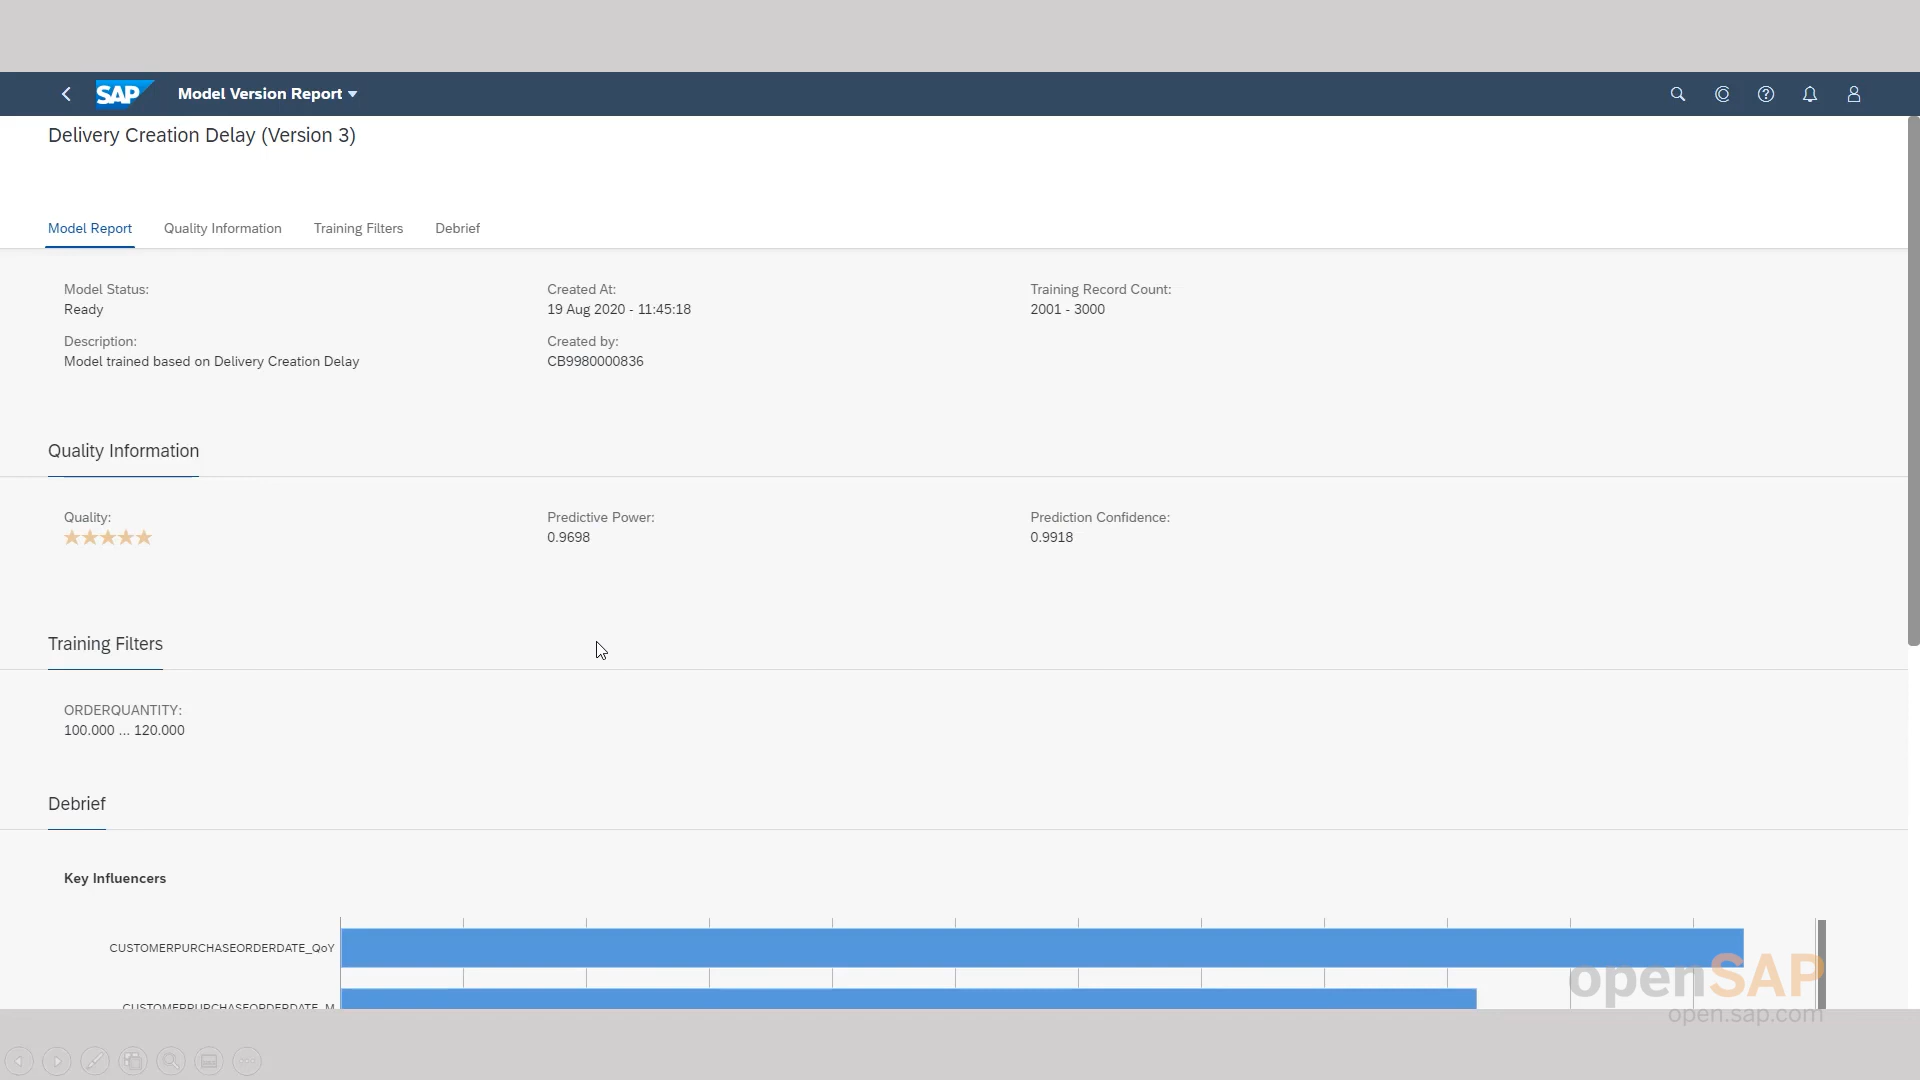 SAP Model Version Report
Delivery Creation Delay (Version 3)
Model Report Quality Information Training Filters Debrief
Model Status: Created At: Training Record Count:
Ready 19 Aug 2020 - 11:45:18 2001 - 3000
Description: Created by:
Model trained based on Delivery Creation Delay CB9980000836
Quality Information
Quality: Predictive Power: Prediction Confidence:
0.9698 0.9918
Training Filters
ORDERQUANTITY:
100.000 ... 120.000
Debrief
Key Influencers
CUSTOMERPURCHASEORDERDATE_QoY
CUSTOMERPURCHASEORDERDATE_M
openSAP
open.sap.com